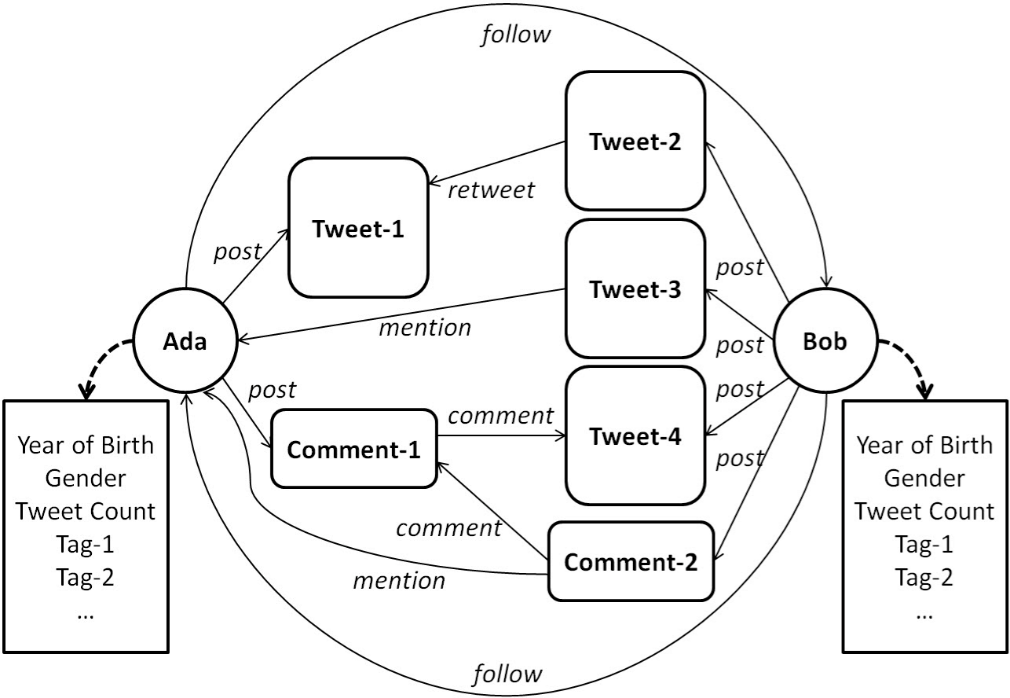 follow
Tweet-2
retweet
Tweet-1
post
Tweet-3
post
mention
Ada
post
Bob
post
post
comment
Tweet-4
Comment-1
post
comment
Comment-2
mention
Year of Birth
Gender
Tweet Count
Tag-1
Tag-2
...
Year of Birth
Gender
Tweet Count
Tag-1
Tag-2
...
follow